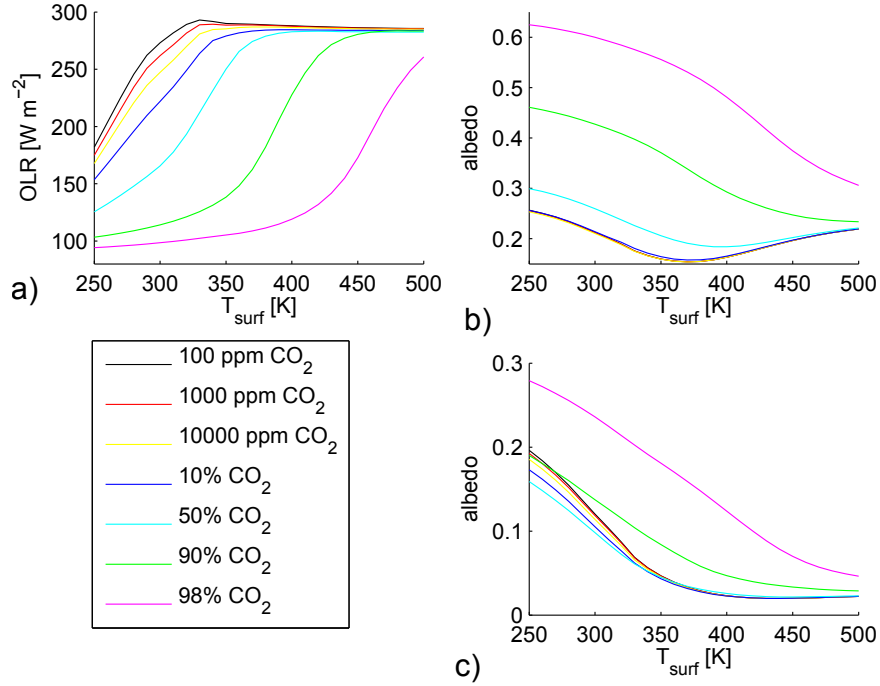 300
250
200
150
100
OLR [W m⁻²]
250 300 350 400 450 500
T_surf [K]
a)
0.6
0.5
0.4
0.3
0.2
albedo
250 300 350 400 450 500
T_surf [K]
b)
100 ppm CO₂
1000 ppm CO₂
10000 ppm CO₂
10% CO₂
50% CO₂
90% CO₂
98% CO₂
0.3
0.2
0.1
0
albedo
250 300 350 400 450 500
T_surf [K]
c)